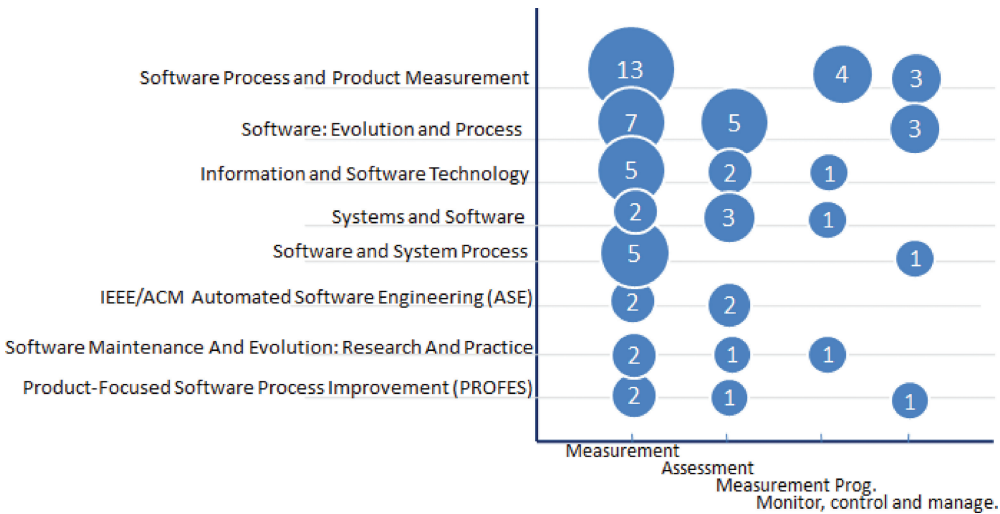 Software Process and Product Measurement 13 4 3
Software: Evolution and Process 7 5 3
Information and Software Technology 5 2 1
Systems and Software 2 3 1
Software and System Process 5 1
IEEE/ACM Automated Software Engineering (ASE) 2 2
Software Maintenance And Evolution: Research And Practice 2 1 1
Product-Focused Software Process Improvement (PROFES) 2 1 1
Measurement
Assessment
Measurement Prog.
Monitor, control and manage.